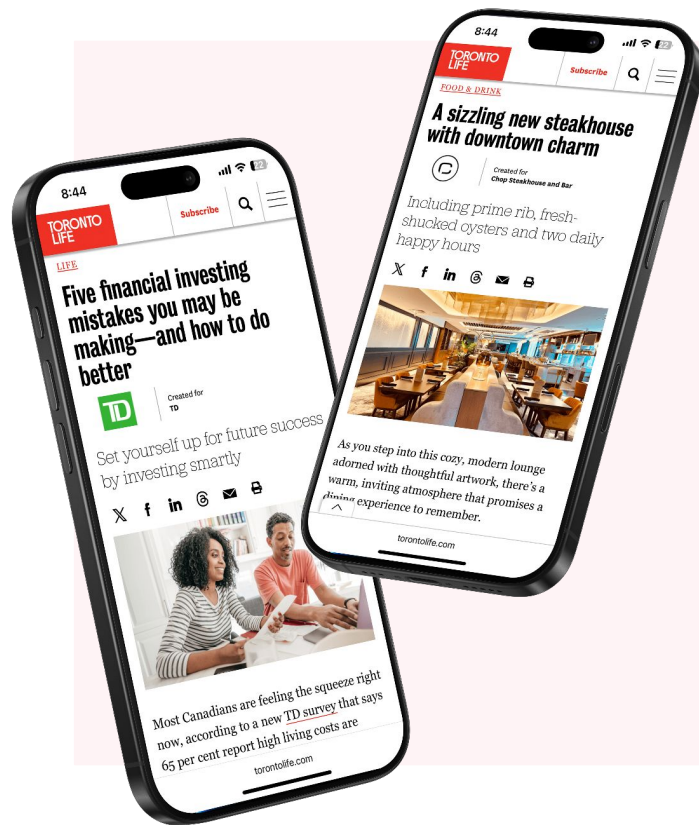 8:44
22
TORONTO
LIFE
Subscribe
LIFE
Five financial investing
mistakes you may be
making—and how to do
better
TD
Created for
TD
Set yourself up for future success
by investing smartly
Most Canadians are feeling the squeeze right
now, according to a new TD survey that says
65 per cent report high living costs are
torontolife.com
8:44
22
TORONTO
LIFE
Subscribe
FOOD & DRINK
A sizzling new steakhouse
with downtown charm
Created for
Chop Steakhouse and Bar
Including prime rib, fresh-
shucked oysters and two daily
happy hours
As you step into this cozy, modern lounge
adorned with thoughtful artwork, there's a
warm, inviting atmosphere that promises a
dining experience to remember.
torontolife.com